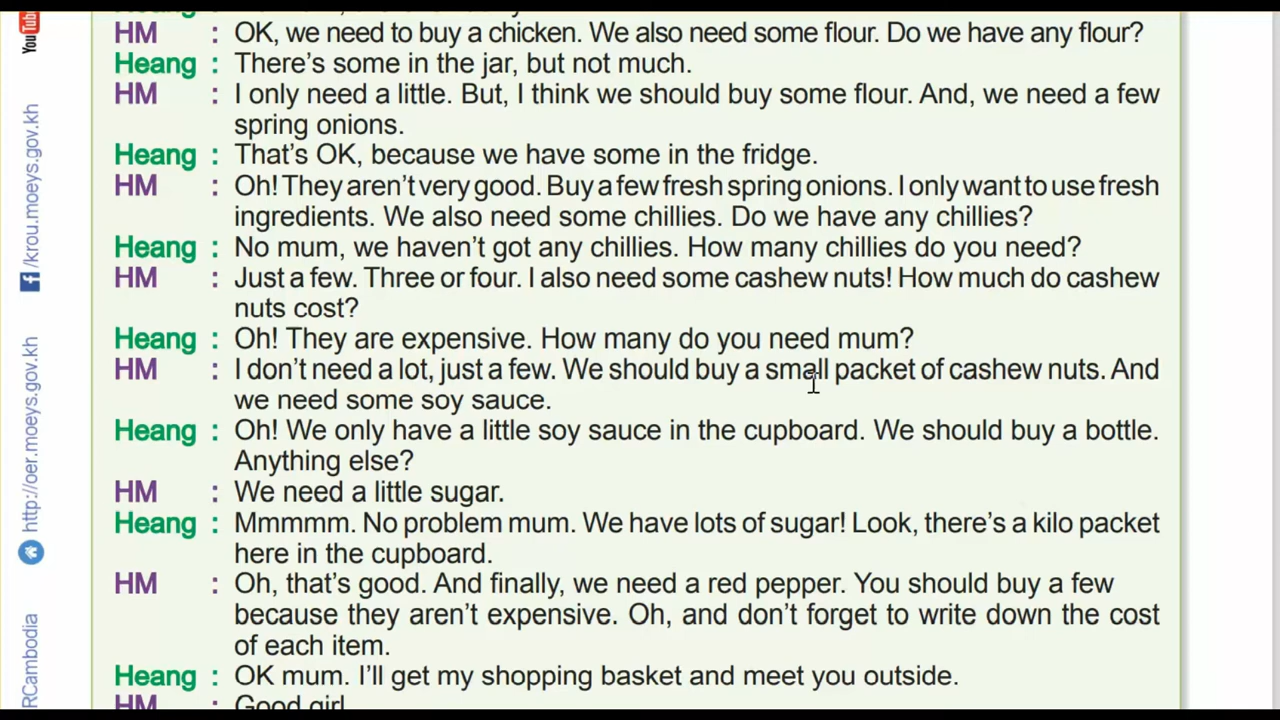 YouTub
/krou.moeys.gov.kh
http://oer.moeys.gov.kh
RCambodia
HM : OK, we need to buy a chicken. We also need some flour. Do we have any flour?
Heang : There's some in the jar, but not much.
HM : I only need a little. But, I think we should buy some flour. And, we need a few
spring onions.
Heang : That's OK, because we have some in the fridge.
HM : Oh! They aren't very good. Buy a few fresh spring onions. I only want to use fresh
ingredients. We also need some chillies. Do we have any chillies?
Heang : No mum, we haven't got any chillies. How many chillies do you need?
HM : Just a few. Three or four. I also need some cashew nuts! How much do cashew
nuts cost?
Heang : Oh! They are expensive. How many do you need mum?
HM : I don't need a lot, just a few. We should buy a small packet of cashew nuts. And
we need some soy sauce.
Heang : Oh! We only have a little soy sauce in the cupboard. We should buy a bottle.
Anything else?
HM : We need a little sugar.
Heang : Mmmmm. No problem mum. We have lots of sugar! Look, there's a kilo packet
here in the cupboard.
HM : Oh, that's good. And finally, we need a red pepper. You should buy a few
because they aren't expensive. Oh, and don't forget to write down the cost
of each item.
Heang : OK mum. I'll get my shopping basket and meet you outside.
HM : Good girl